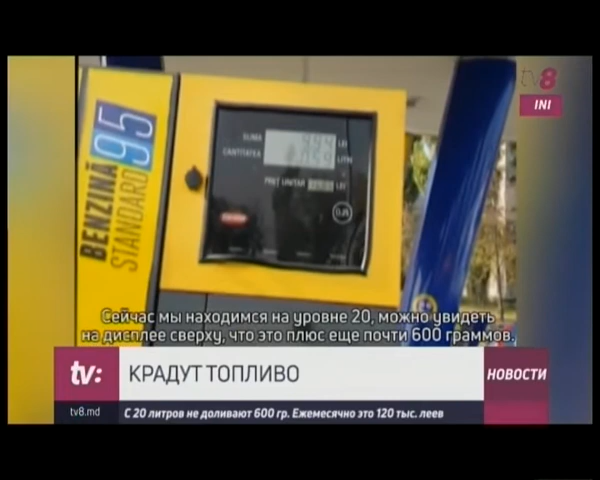 tv8
INI
BENZINĂ
STANDARD
95
SUMA
LEI
CANTITATEA
LITRI
PRET UNITAR
LEI
Сейчас мы находимся на уровне 20, можно увидеть
на дисплее сверху, что это плюс еще почти 600 граммов.
tv:
КРАДУТ ТОПЛИВО
НОВОСТИ
tv8.md
С 20 литров не доливают 600 гр. Ежемесячно это 120 тыс. леев